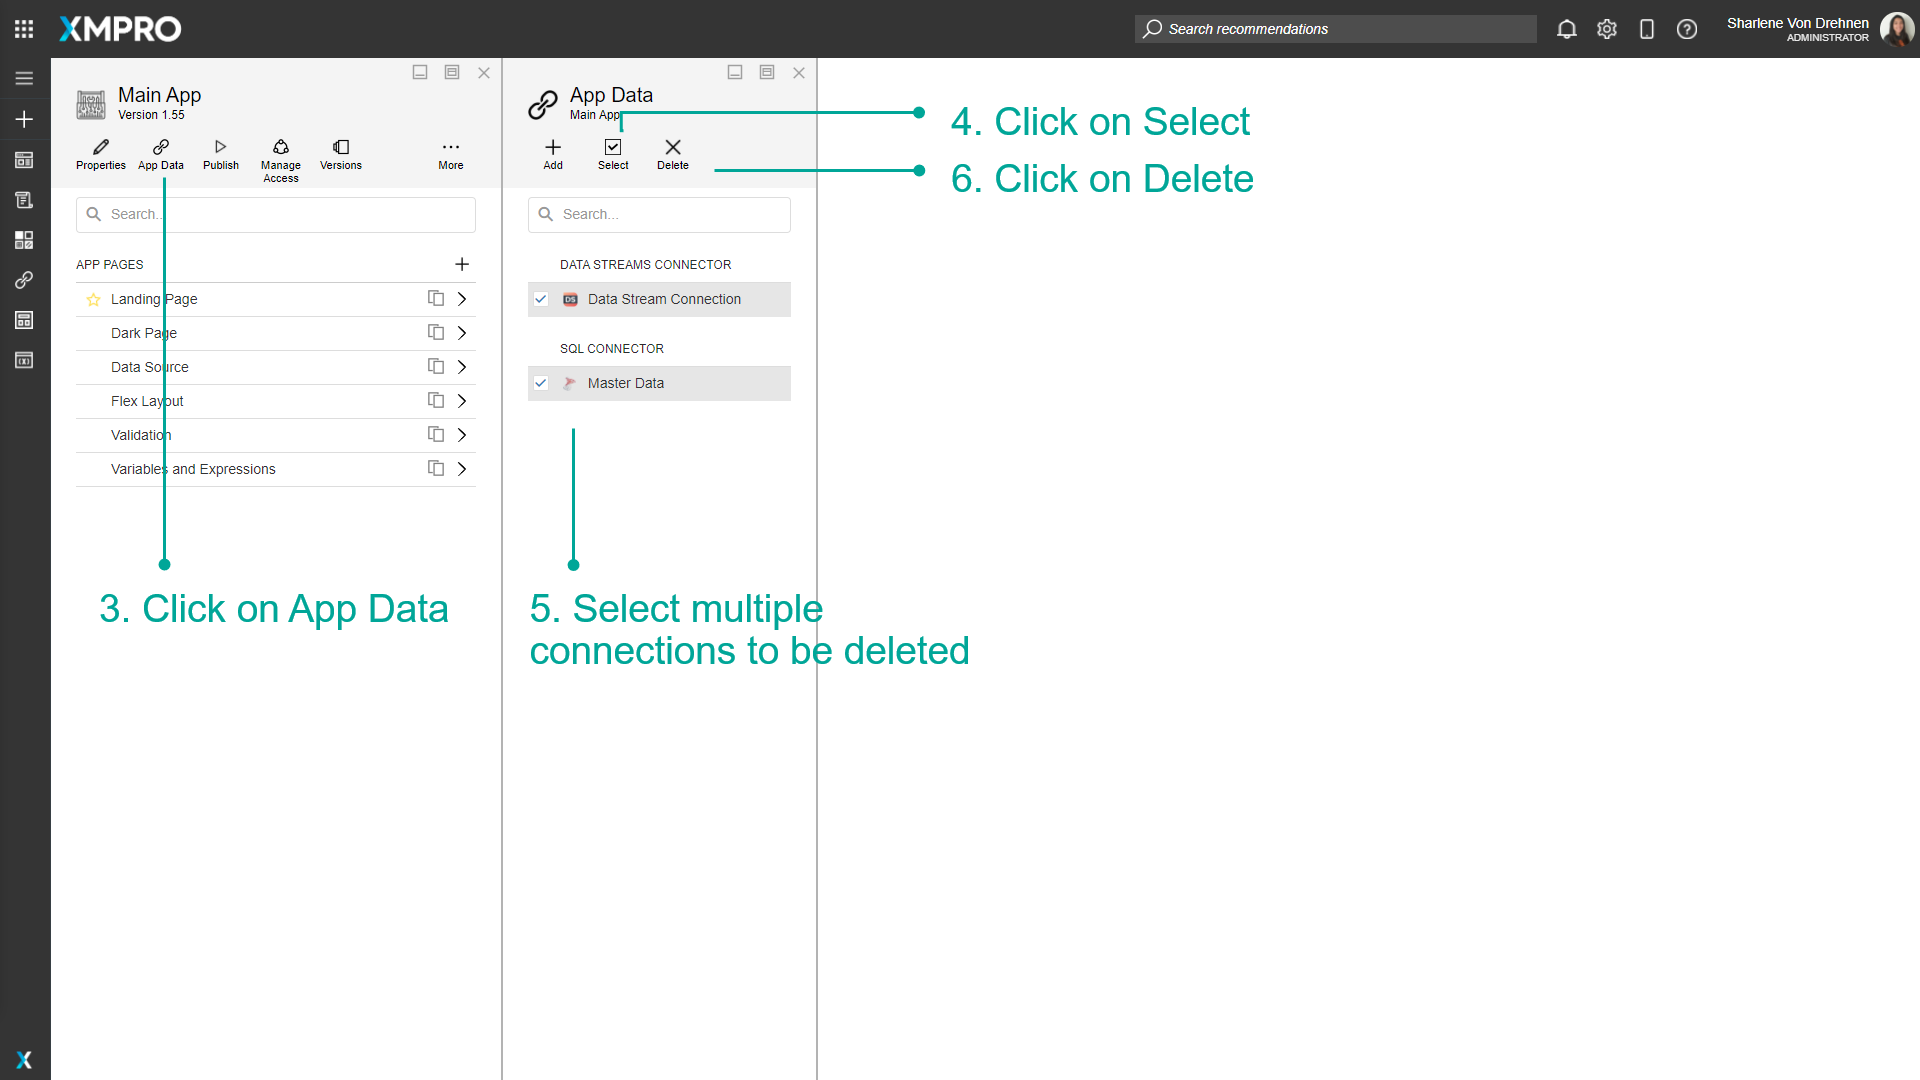 XMPRO
Search recommendations
Sharlene Von Drehnen
ADMINISTRATOR
Main App
Version 1.55
Properties
App Data
Publish
Manage
Access
Versions
More
Search...
APP PAGES
Landing Page
Dark Page
Data Source
Flex Layout
Validation
Variables and Expressions
3. Click on App Data
App Data
Main App
Add
Select
Delete
Search...
DATA STREAMS CONNECTOR
DS
Data Stream Connection
SQL CONNECTOR
Master Data
4. Click on Select
6. Click on Delete
5. Select multiple
connections to be deleted